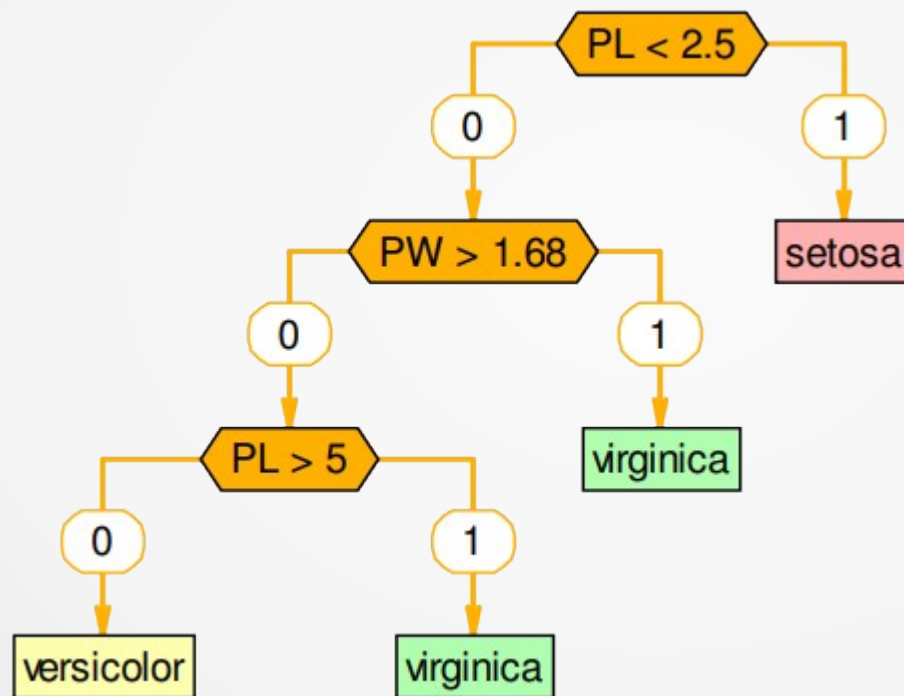 PL < 2.5
0
1
PW > 1.68
setosa
0
1
PL > 5
virginica
0
1
versicolor
virginica